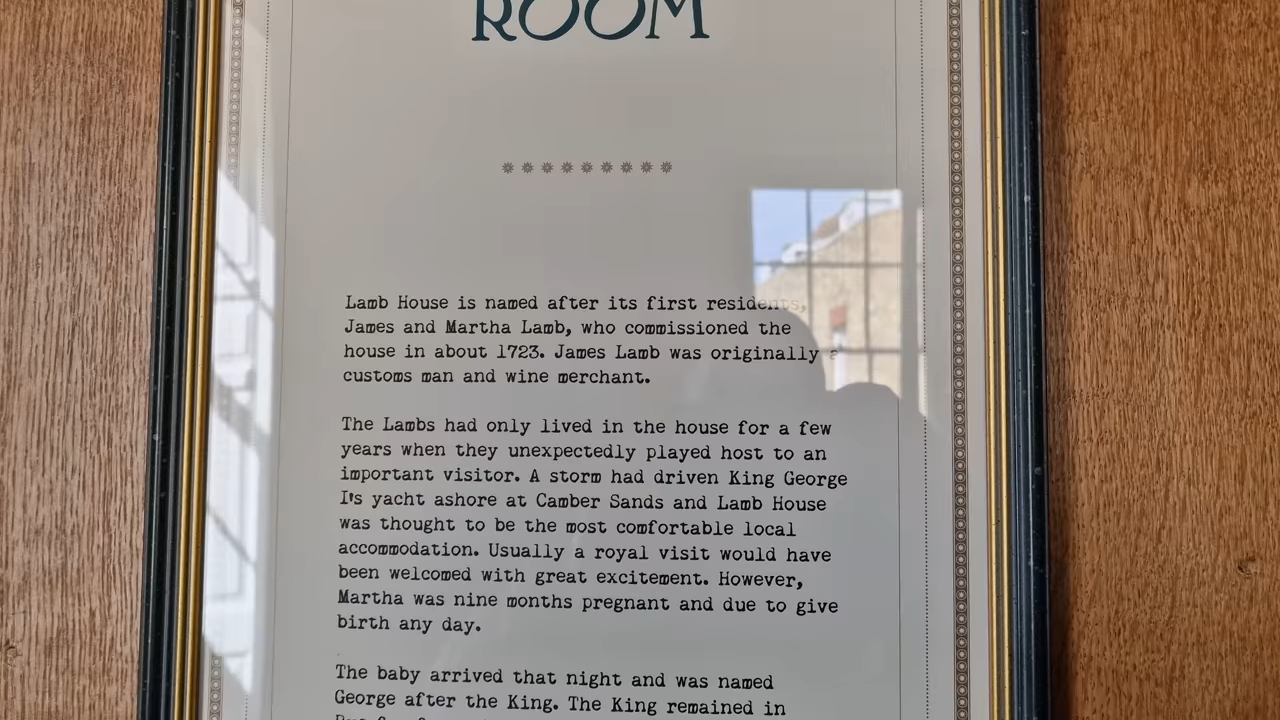 ROOM
Lamb House is named after its first residents,
James and Martha Lamb, who commissioned the
house in about 1723. James Lamb was originally a
customs man and wine merchant.
The Lambs had only lived in the house for a few
years when they unexpectedly played host to an
important visitor. A storm had driven King George
I's yacht ashore at Camber Sands and Lamb House
was thought to be the most comfortable local
accommodation. Usually a royal visit would have
been welcomed with great excitement. However,
Martha was nine months pregnant and due to give
birth any day.
The baby arrived that night and was named
George after the King. The King remained in